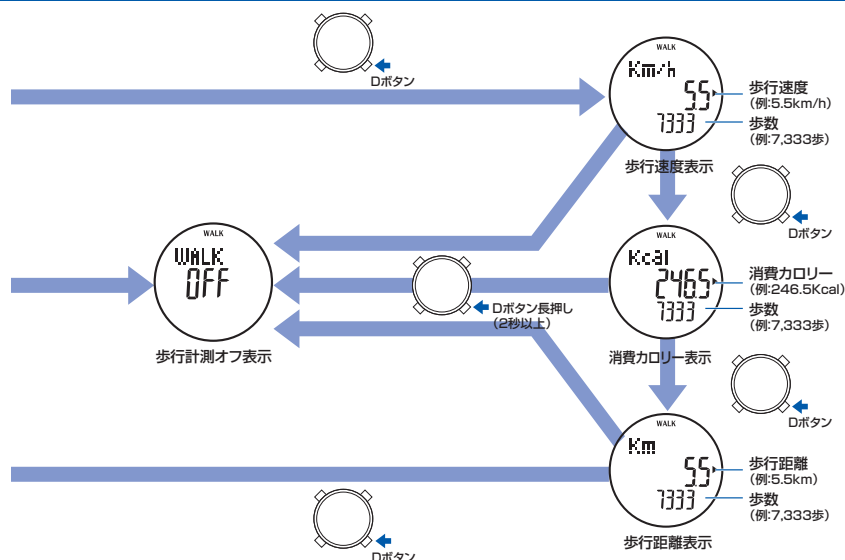 Dボタン
WALK
Km/h
5.5
7333
歩行速度
(例:5.5km/h)
歩数
(例:7,333歩)
歩行速度表示
Dボタン
WALK
WALK
OFF
歩行計測オフ表示
Dボタン長押し
(2秒以上)
WALK
Kcal
246.5
7333
消費カロリー
(例:246.5Kcal)
歩数
(例:7,333歩)
消費カロリー表示
Dボタン
WALK
Km
5.5
7333
歩行距離
(例:5.5km)
歩数
(例:7,333歩)
歩行距離表示
Dボタン